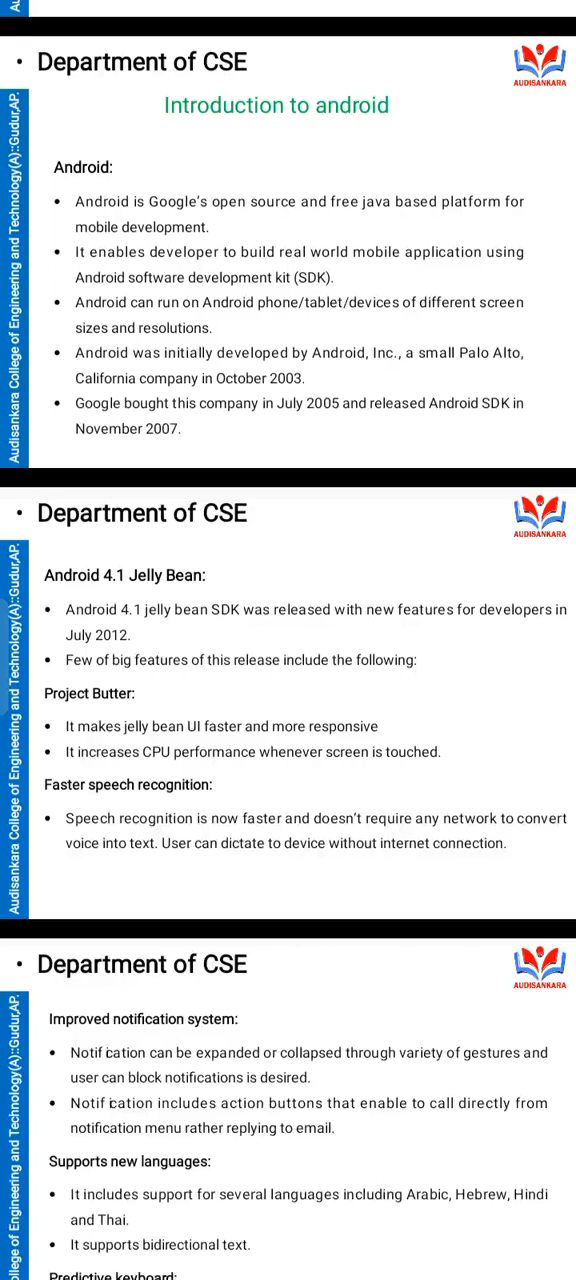 Au
• Department of CSE
AUDISANKARA
Introduction to android
Audisankara College of Engineering and Technology(A)::Gudur,AP.
Android:
• Android is Google's open source and free java based platform for
mobile development.
• It enables developer to build real world mobile application using
Android software development kit (SDK).
• Android can run on Android phone/tablet/devices of different screen
sizes and resolutions.
• Android was initially developed by Android, Inc., a small Palo Alto,
California company in October 2003.
• Google bought this company in July 2005 and released Android SDK in
November 2007.
• Department of CSE
AUDISANKARA
Audisankara College of Engineering and Technology(A)::Gudur,AP.
Android 4.1 Jelly Bean:
• Android 4.1 jelly bean SDK was released with new features for developers in
July 2012.
• Few of big features of this release include the following:
Project Butter:
• It makes jelly bean UI faster and more responsive
• It increases CPU performance whenever screen is touched.
Faster speech recognition:
• Speech recognition is now faster and doesn't require any network to convert
voice into text. User can dictate to device without internet connection.
• Department of CSE
AUDISANKARA
ollege of Engineering and Technology(A)::Gudur,AP.
Improved notification system:
• Notification can be expanded or collapsed through variety of gestures and
user can block notifications is desired.
• Notification includes action buttons that enable to call directly from
notification menu rather replying to email.
Supports new languages:
• It includes support for several languages including Arabic, Hebrew, Hindi
and Thai.
• It supports bidirectional text.
Predictive keyboard: